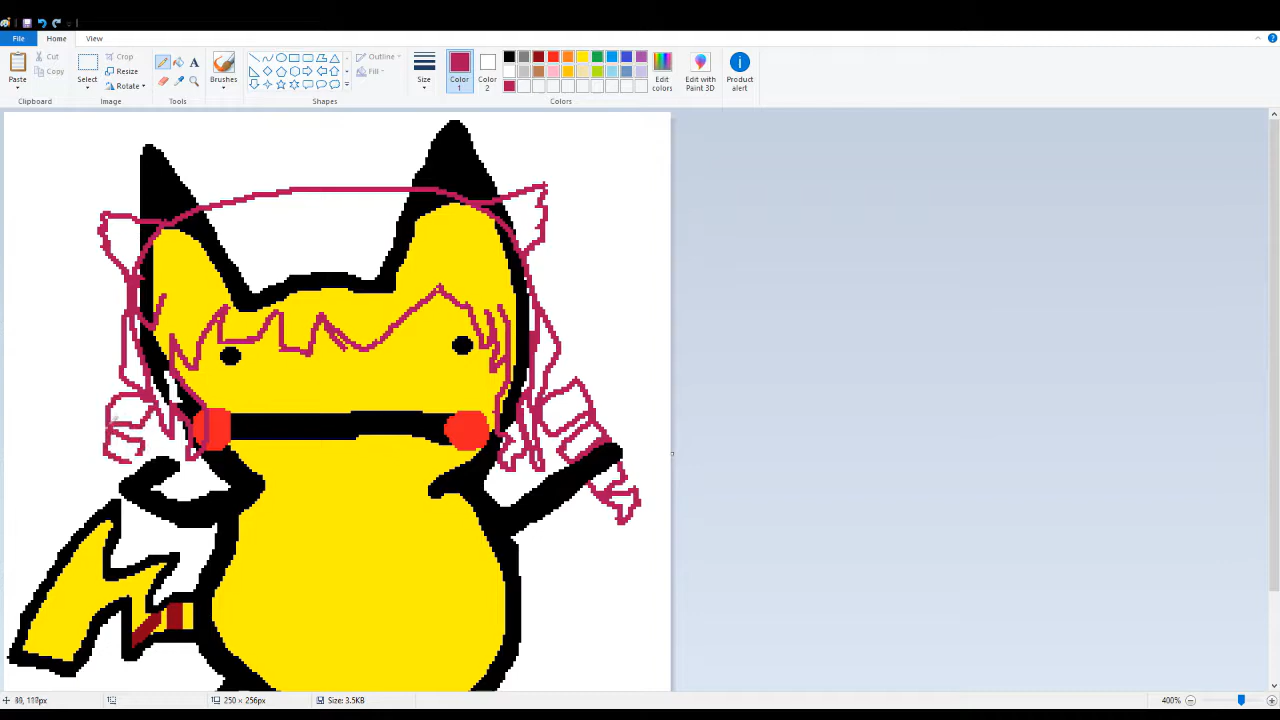 File Home View
Paste Cut Copy Select Crop Resize Rotate A Brushes Outline Fill Size Color 1 Color 2 Edit colors Edit with Paint 3D Product alert
Clipboard Image Tools Shapes Colors
250 × 256px Size: 3.5KB 400%